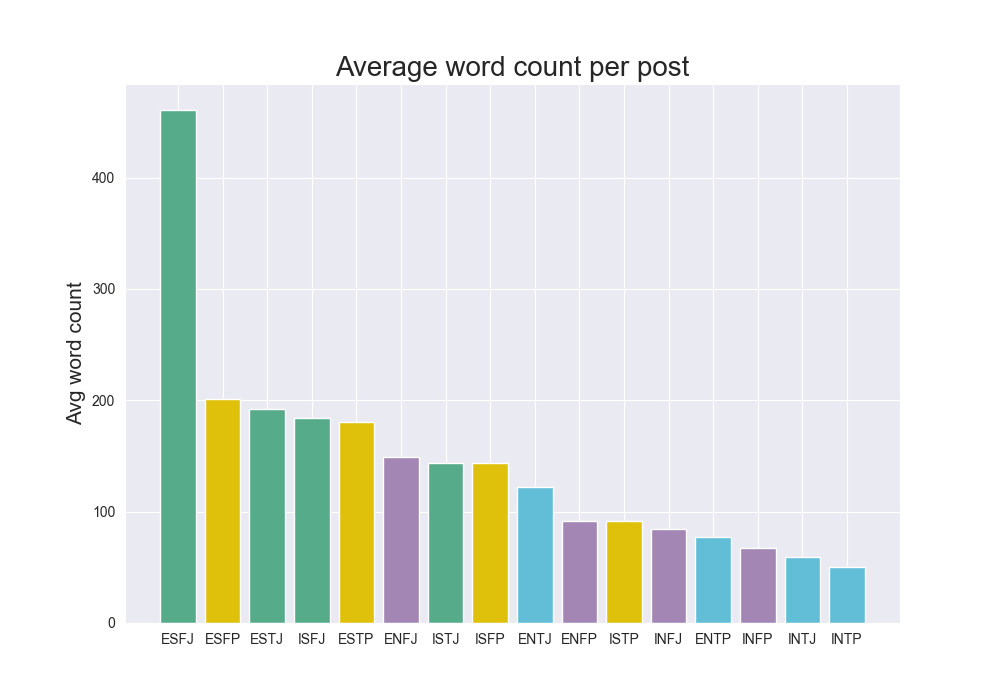 Average word count per post
Avg word count
400
300
200
100
0
ESFJ ESFP ESTJ ISFJ ESTP ENFJ ISTJ ISFP ENTJ ENFP ISTP INFJ ENTP INFP INTJ INTP